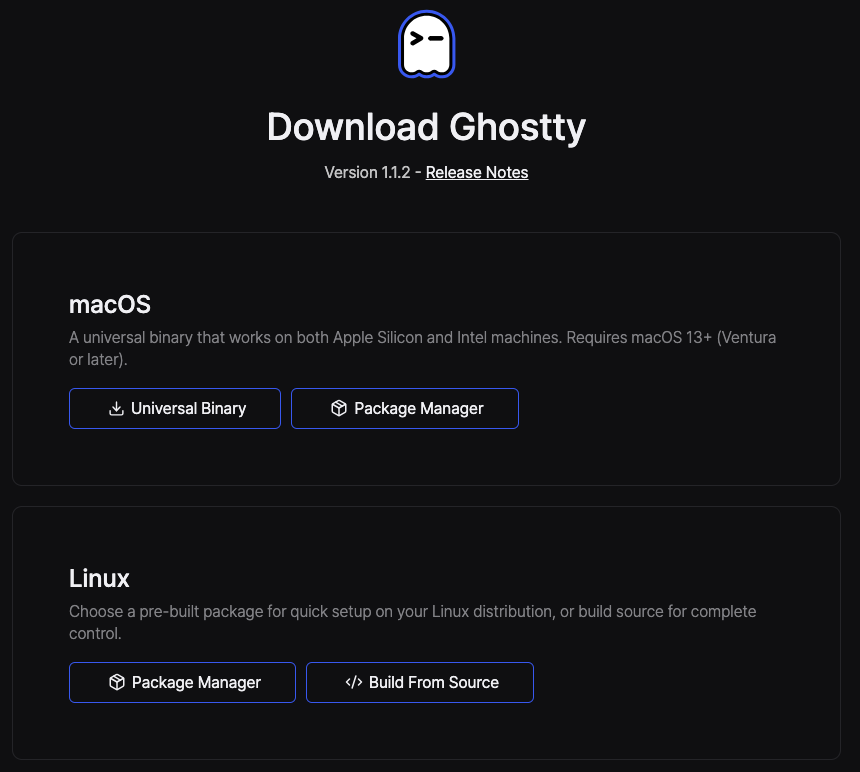 Download Ghostty
Version 1.1.2 - Release Notes
macOS
A universal binary that works on both Apple Silicon and Intel machines. Requires macOS 13+ (Ventura
or later).
Universal Binary
Package Manager
Linux
Choose a pre-built package for quick setup on your Linux distribution, or build source for complete
control.
Package Manager
Build From Source